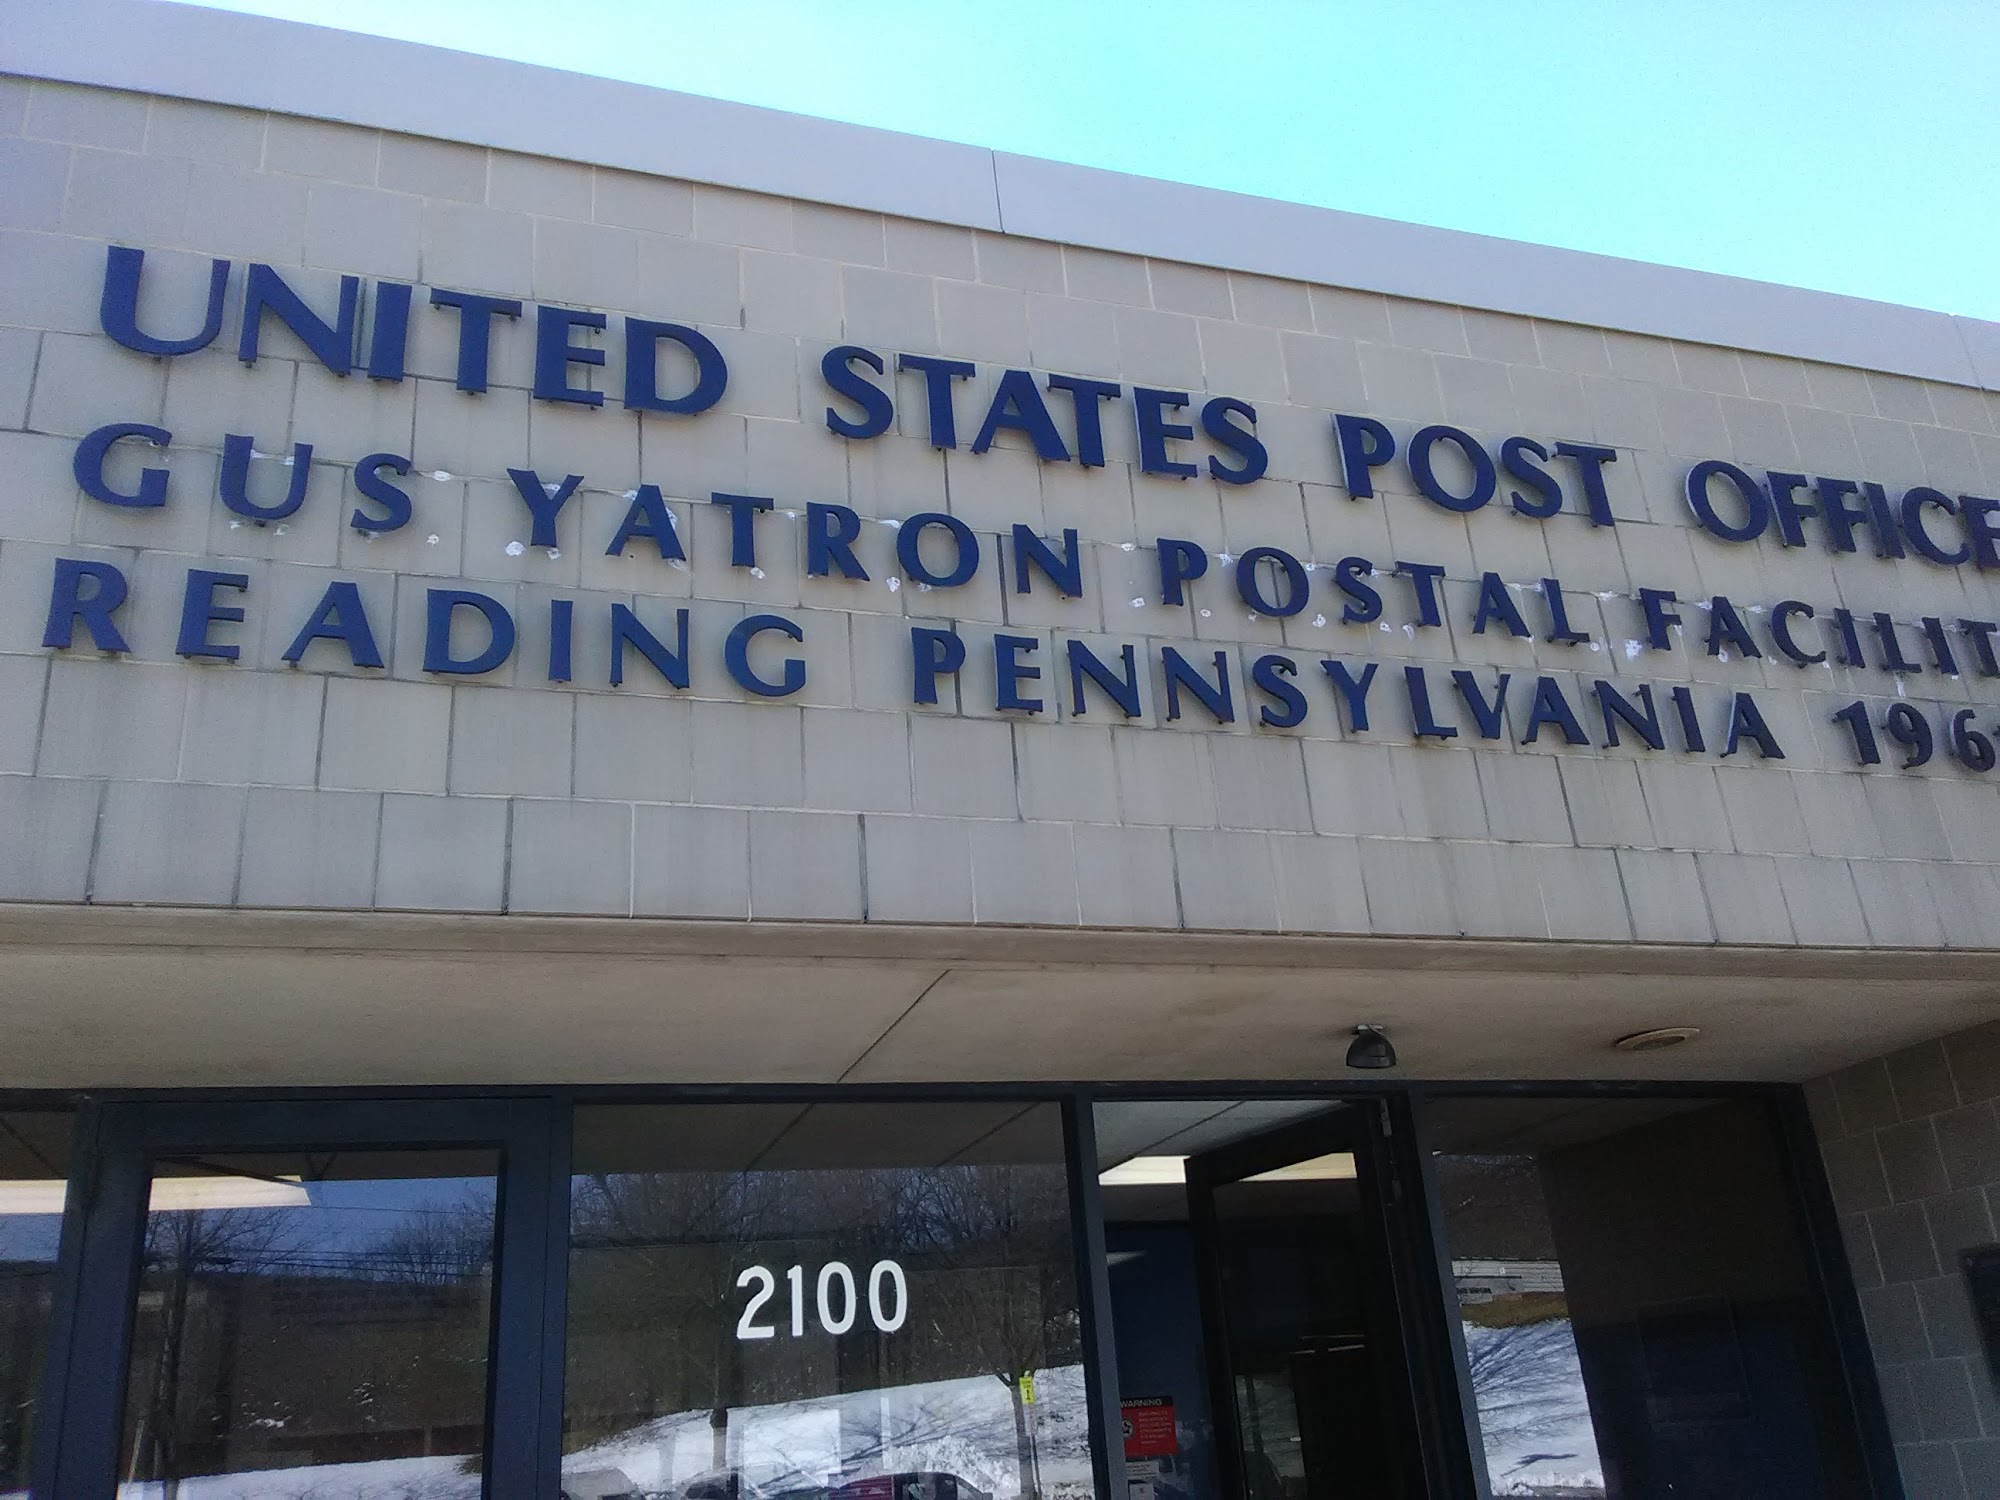 UNITED STATES POST OFFICE
GUS YATRON POSTAL FACILIT
READING PENNSYLVANIA 196
2100
WARNING